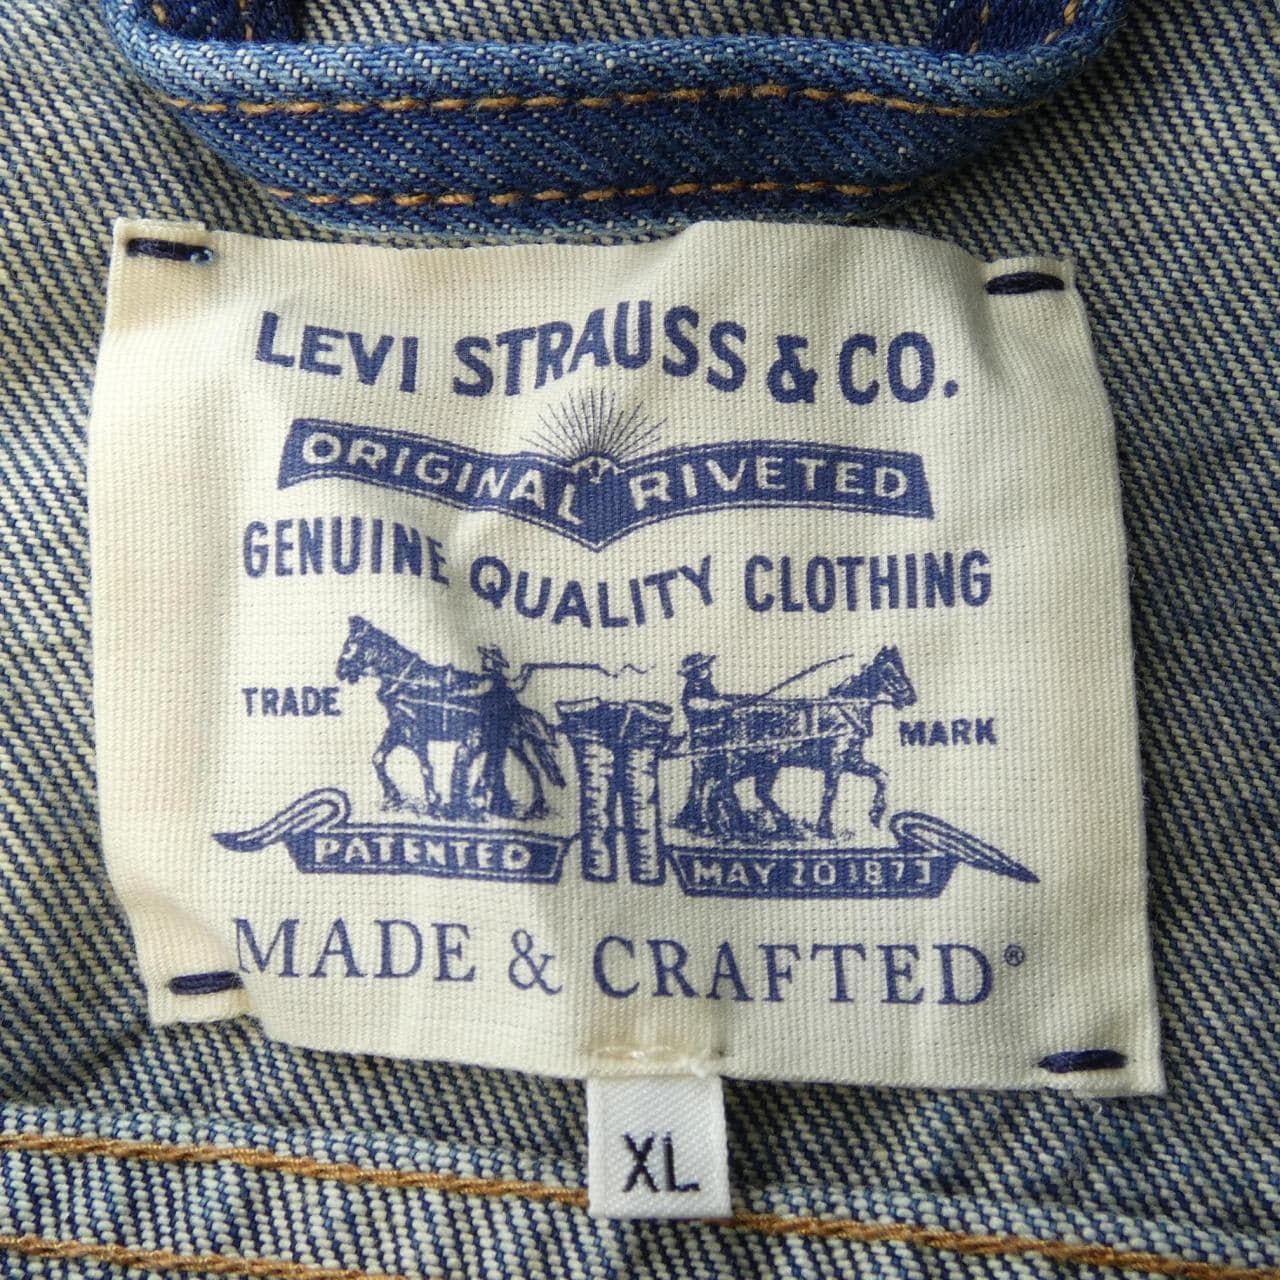 LEVI STRAUSS & CO.
ORIGINAL RIVETED
GENUINE QUALITY CLOTHING
TRADE MARK
PATENTED MAY 20 1873
MADE & CRAFTED®
XL